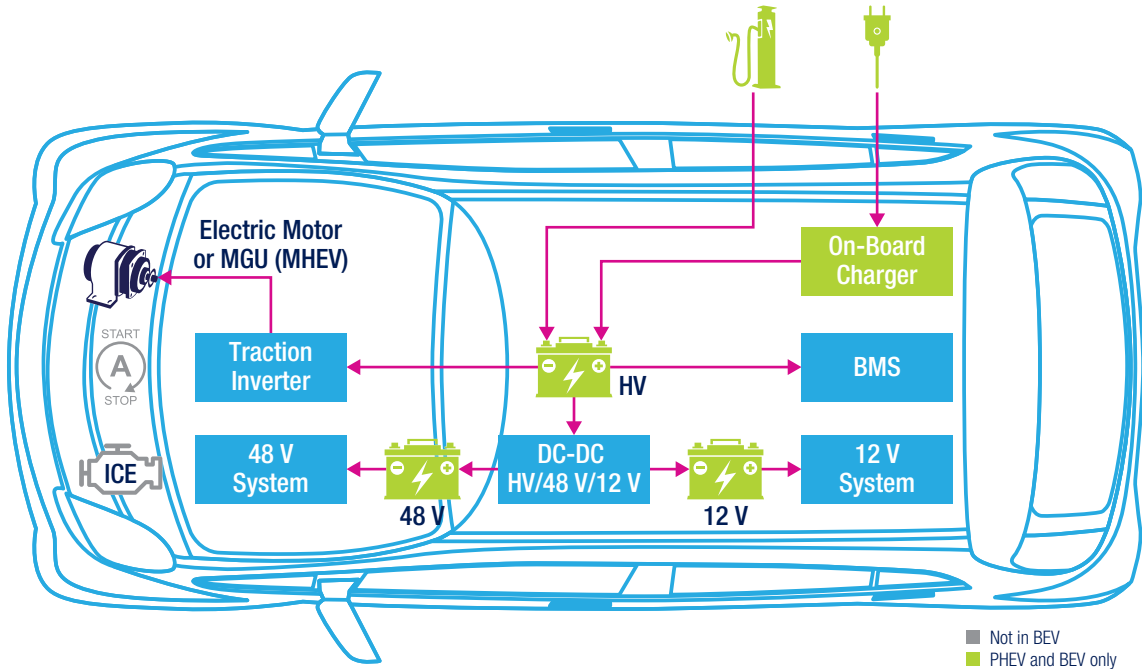 Electric Motor
or MGU (MHEV)
On-Board
Charger
START
A
STOP
Traction
Inverter
HV
BMS
ICE
48 V
System
48 V
DC-DC
HV/48 V/12 V
12 V
12 V
System
Not in BEV
PHEV and BEV only